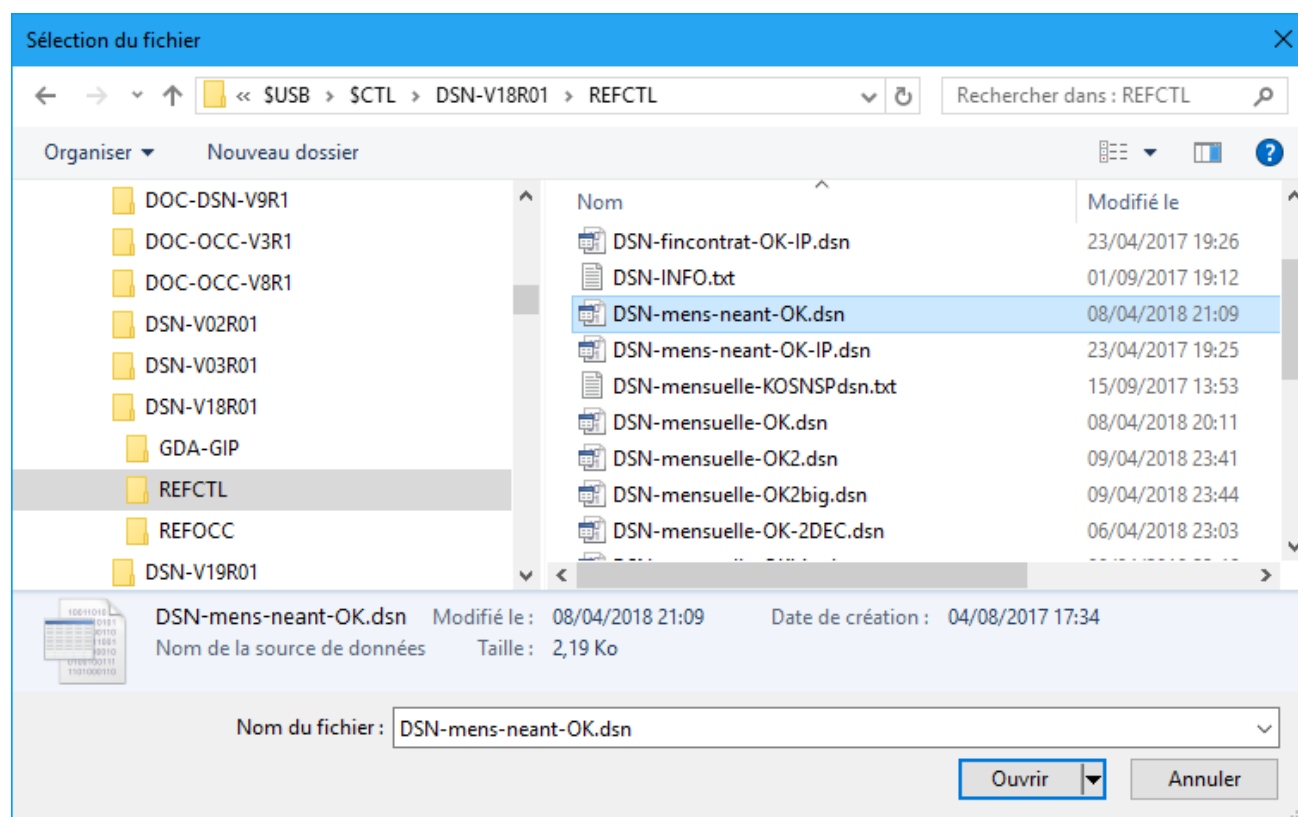 Sélection du fichier
« $USB > $CTL > DSN-V18R01 > REFCTL
Rechercher dans : REFCTL
Organiser
Nouveau dossier
DOC-DSN-V9R1
DOC-OCC-V3R1
DOC-OCC-V8R1
DSN-V02R01
DSN-V03R01
DSN-V18R01
GDA-GIP
REFCTL
REFOCC
DSN-V19R01
Nom Modifié le
DSN-fincontrat-OK-IP.dsn 23/04/2017 19:26
DSN-INFO.txt 01/09/2017 19:12
DSN-mens-neant-OK.dsn 08/04/2018 21:09
DSN-mens-neant-OK-IP.dsn 23/04/2017 19:25
DSN-mensuelle-KOSNSPdsn.txt 15/09/2017 13:53
DSN-mensuelle-OK.dsn 08/04/2018 20:11
DSN-mensuelle-OK2.dsn 09/04/2018 23:41
DSN-mensuelle-OK2big.dsn 09/04/2018 23:44
DSN-mensuelle-OK-2DEC.dsn 06/04/2018 23:03
DSN-mens-neant-OK.dsn Modifié le : 08/04/2018 21:09 Date de création : 04/08/2017 17:34
Nom de la source de données Taille : 2,19 Ko
Nom du fichier : DSN-mens-neant-OK.dsn
Ouvrir
Annuler